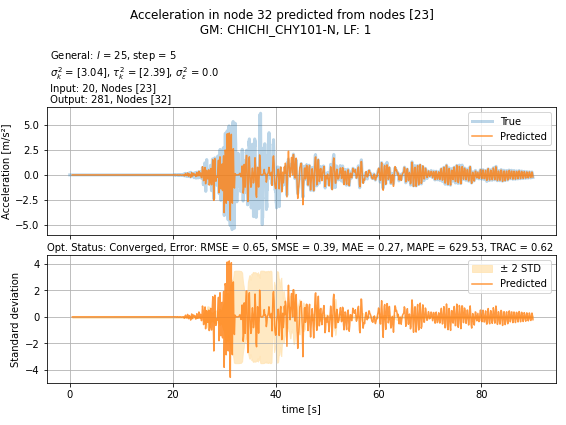 Acceleration in node 32 predicted from nodes [23]
GM: CHICHI_CHY101-N, LF: 1
General: l = 25, step = 5
σ²ₖ = [3.04], τ²ₖ = [2.39], σ²ε = 0.0
Input: 20, Nodes [23]
Output: 281, Nodes [32]
Acceleration [m/s²]
5.0
2.5
0.0
−2.5
−5.0
True
Predicted
Opt. Status: Converged, Error: RMSE = 0.65, SMSE = 0.39, MAE = 0.27, MAPE = 629.53, TRAC = 0.62
Standard deviation
4
2
0
−2
−4
± 2 STD
Predicted
0 20 40 60 80
time [s]